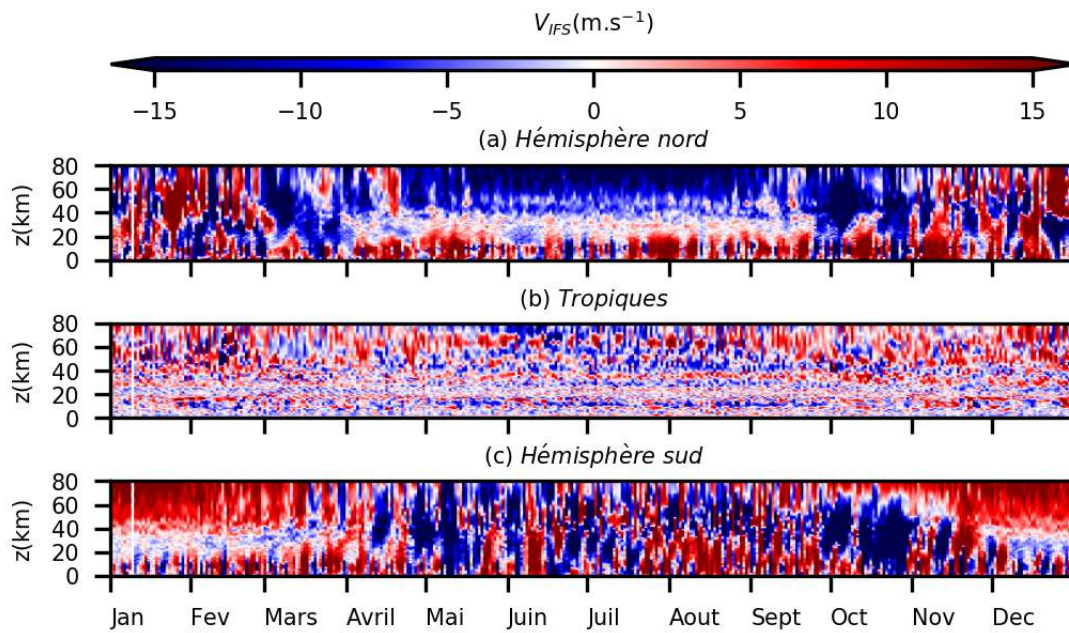 V_IFS(m.s⁻¹)
−15 −10 −5 0 5 10 15
(a) Hémisphère nord
80
60
40
20
0
z(km)
(b) Tropiques
80
60
40
20
0
z(km)
(c) Hémisphère sud
80
60
40
20
0
z(km)
Jan Fev Mars Avril Mai Juin Juil Aout Sept Oct Nov Dec